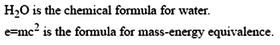 H₂O is the chemical formula for water.
e=mc² is the formula for mass-energy equivalence.